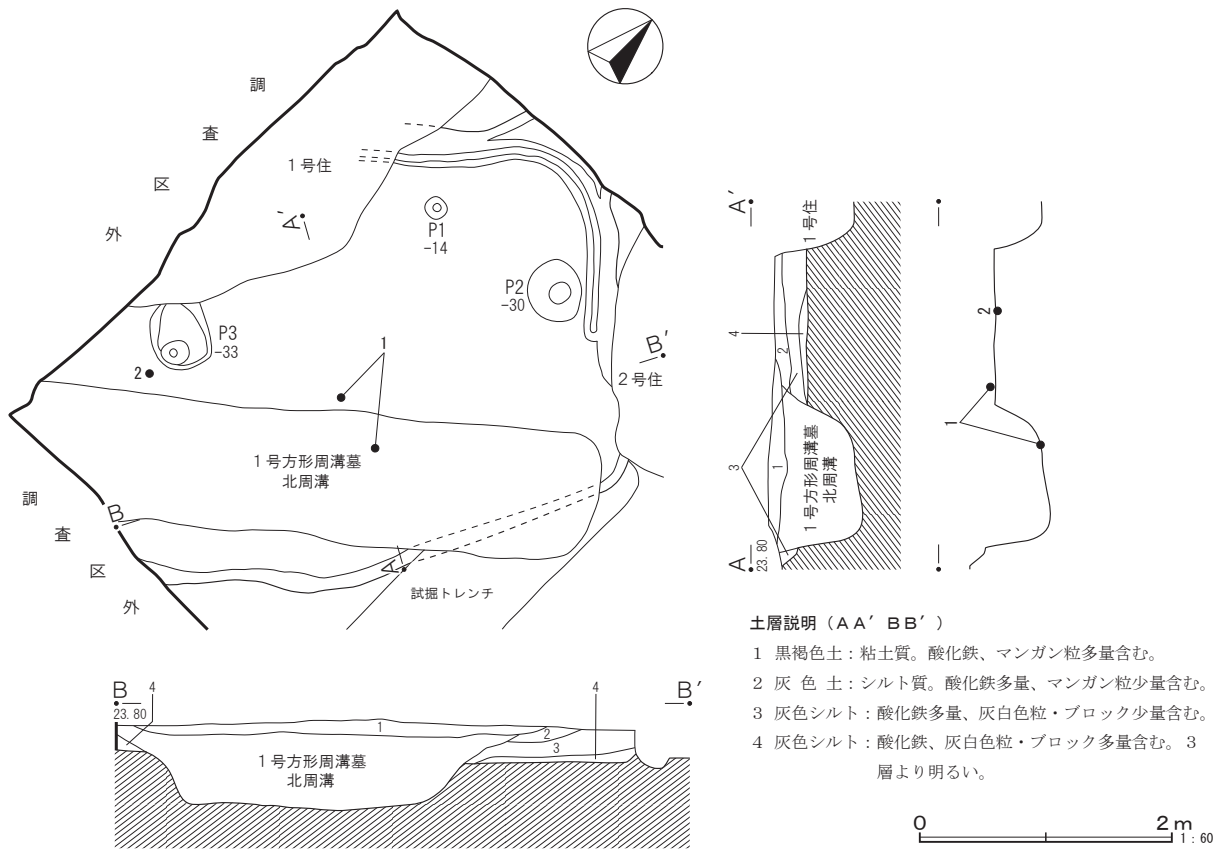 調
査
区
外
1号住
A′
P1
-14
P2
-30
P3
-33
2
1
B′
2号住
1号方形周溝墓
北周溝
B
A
調
査
区
外
試掘トレンチ
A′
1号住
4
2
3
1
1号方形周溝墓
北周溝
A
23.80
2
1
土層説明(AA′ BB′)
1 黒褐色土:粘土質。酸化鉄、マンガン粒多量含む。
2 灰 色 土:シルト質。酸化鉄多量、マンガン粒少量含む。
3 灰色シルト:酸化鉄多量、灰白色粒・ブロック少量含む。
4 灰色シルト:酸化鉄、灰白色粒・ブロック多量含む。3
層より明るい。
B
23.80
4
4
B′
1
2
3
1号方形周溝墓
北周溝
0 2m
1:60